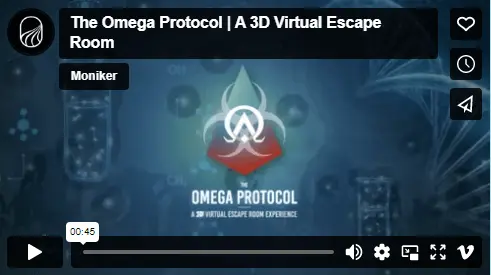 The Omega Protocol | A 3D Virtual Escape
Room
Moniker
THE
OMEGA PROTOCOL
A 3D VIRTUAL ESCAPE ROOM EXPERIENCE
00:45